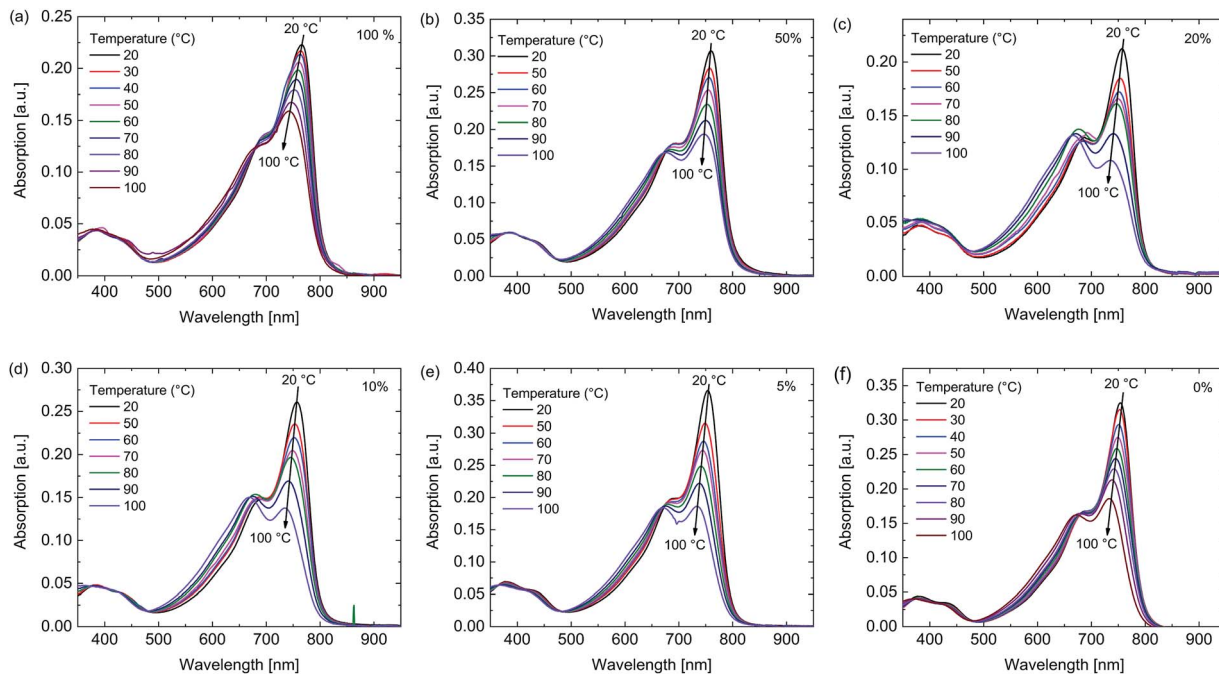 (a)
20 °C
100 %
Temperature (°C)
20
30
40
50
60
70
80
90
100
100 °C
0.00
0.05
0.10
0.15
0.20
0.25
Absorption [a.u.]
400 500 600 700 800 900
Wavelength [nm]
(b)
20 °C
50%
Temperature (°C)
20
50
60
70
80
90
100
100 °C
0.00
0.05
0.10
0.15
0.20
0.25
0.30
0.35
Absorption [a.u.]
400 500 600 700 800 900
Wavelength [nm]
(c)
20 °C
20%
Temperature (°C)
20
50
60
70
80
90
100
100 °C
0.00
0.05
0.10
0.15
0.20
Absorption [a.u.]
400 500 600 700 800 900
Wavelength [nm]
(d)
20 °C
10%
Temperature (°C)
20
50
60
70
80
90
100
100 °C
0.00
0.05
0.10
0.15
0.20
0.25
0.30
Absorption [a.u.]
400 500 600 700 800 900
Wavelength [nm]
(e)
20 °C
5%
Temperature (°C)
20
50
60
70
80
90
100
100 °C
0.00
0.05
0.10
0.15
0.20
0.25
0.30
0.35
0.40
Absorption [a.u.]
400 500 600 700 800 900
Wavelength [nm]
(f)
20 °C
0%
Temperature (°C)
20
30
40
50
60
70
80
90
100
100 °C
0.00
0.05
0.10
0.15
0.20
0.25
0.30
0.35
Absorption [a.u.]
400 500 600 700 800 900
Wavelength [nm]